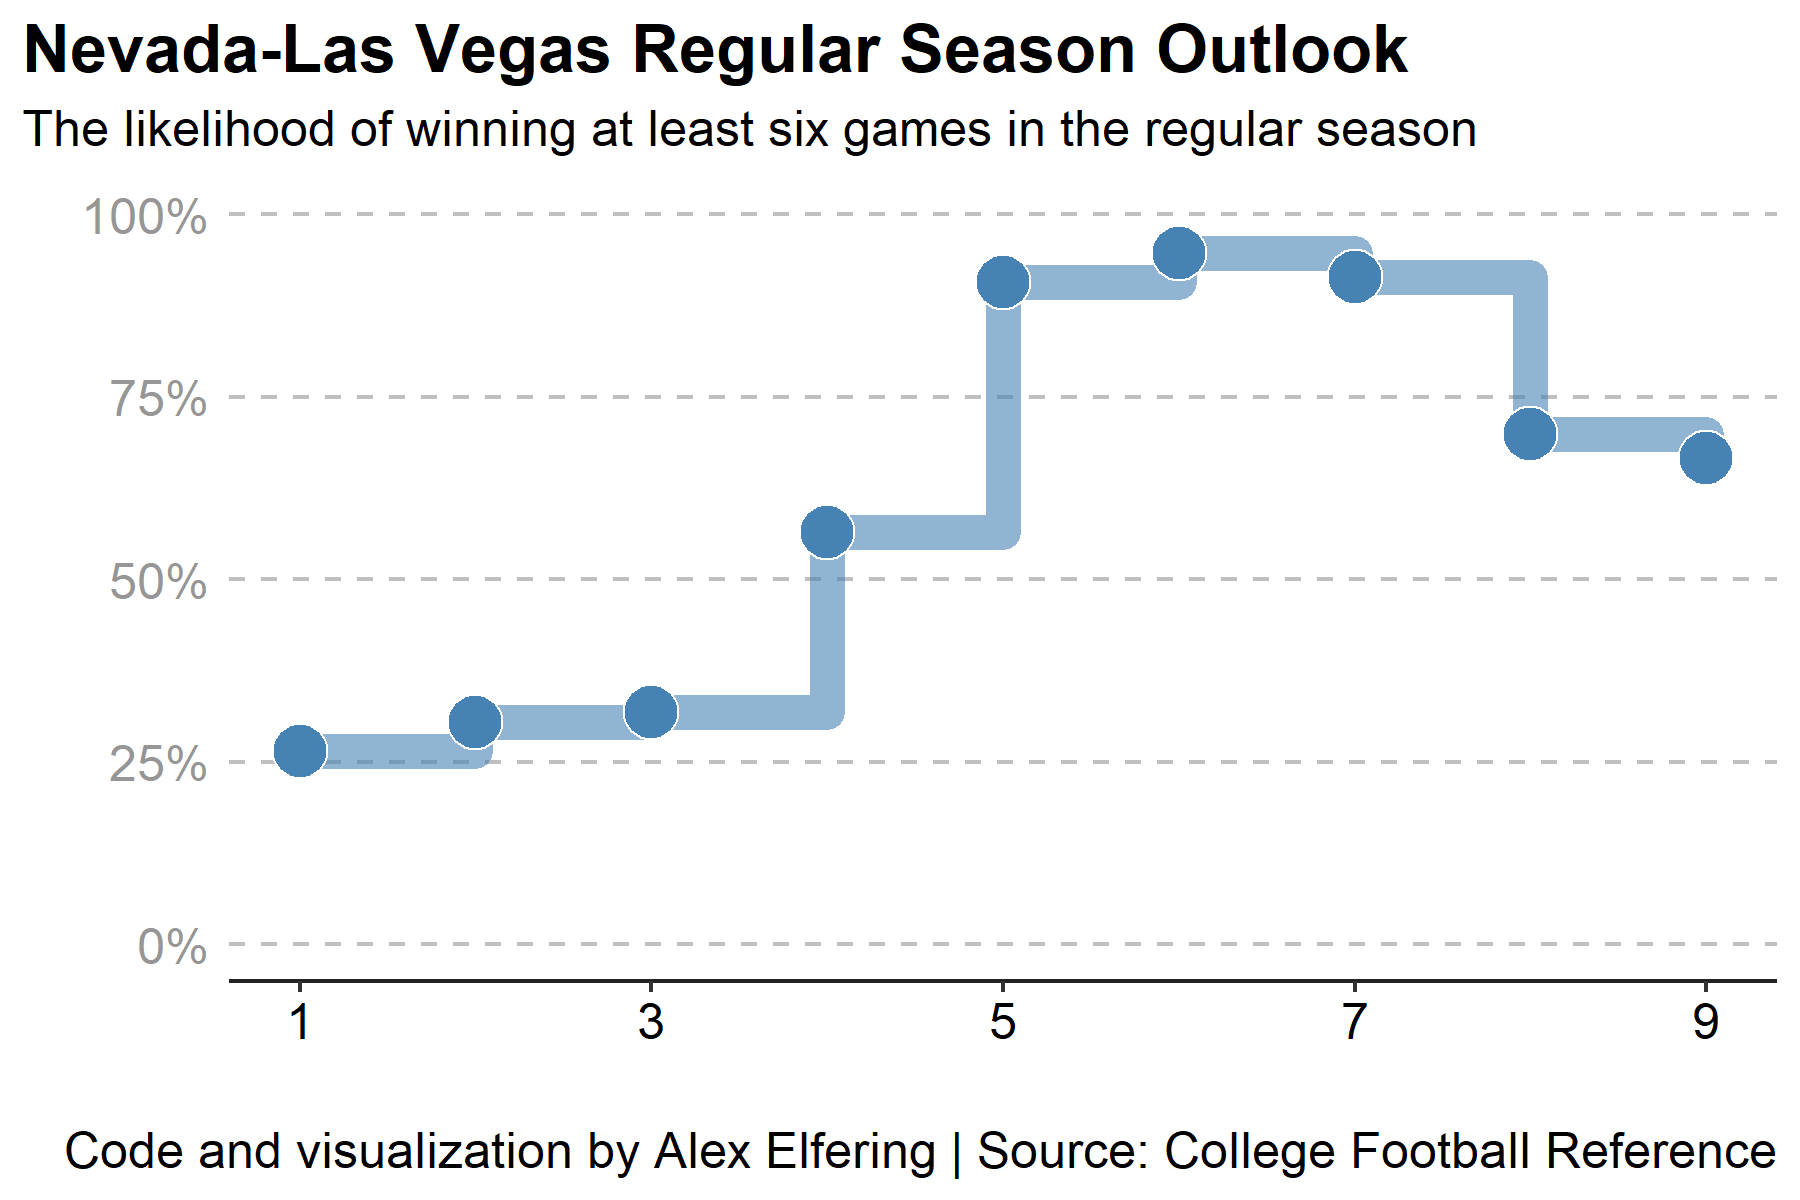 Nevada-Las Vegas Regular Season Outlook
The likelihood of winning at least six games in the regular season
100%
75%
50%
25%
0%
1 3 5 7 9
Code and visualization by Alex Elfering | Source: College Football Reference